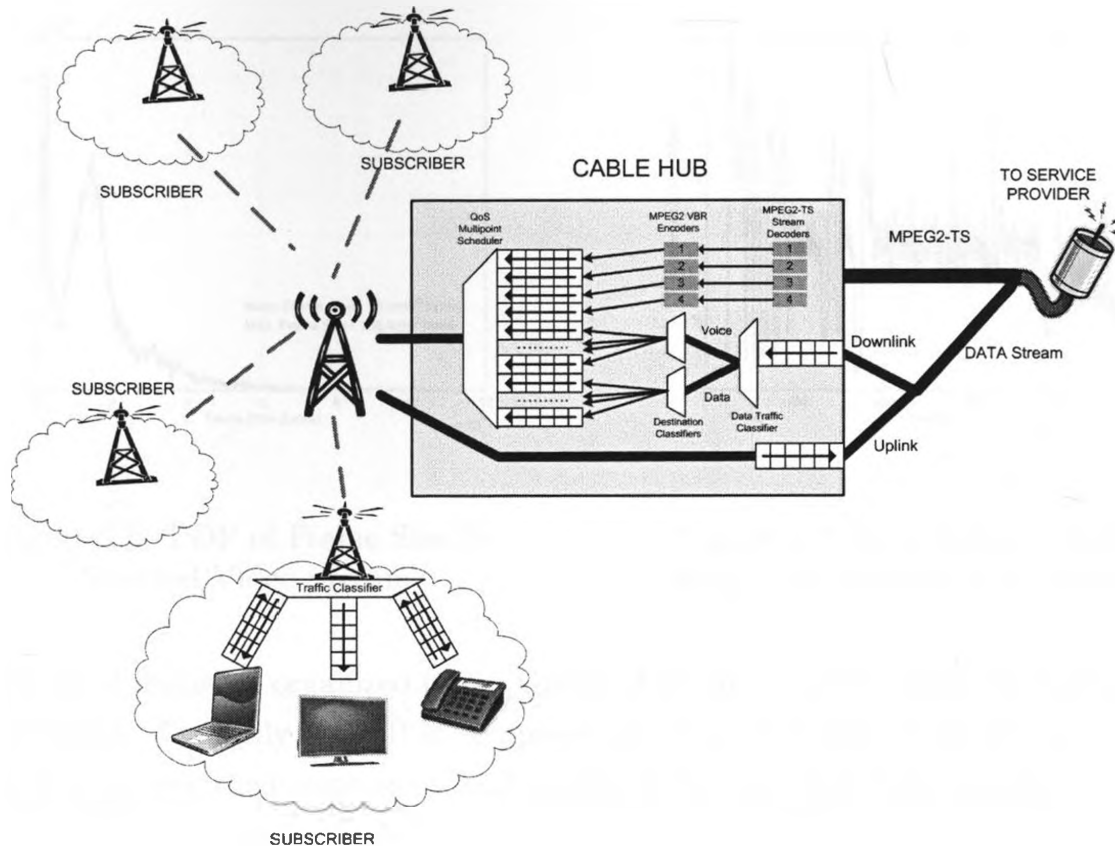 SUBSCRIBER
SUBSCRIBER
CABLE HUB
TO SERVICE
PROVIDER
QoS
Multipoint
Scheduler
MPEG2 VBR
Encoders
MPEG2-TS
Stream
Decoders
MPEG2-TS
1
1
2
2
3
3
4
4
Voice
Downlink
DATA Stream
Data
SUBSCRIBER
Destination
Classifiers
Data Traffic
Classifier
Uplink
Traffic Classifier
SUBSCRIBER